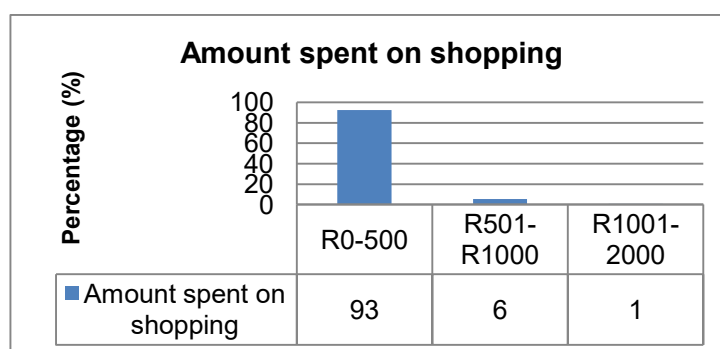 Amount spent on shopping
Percentage (%)
100
80
60
40
20
0
R0-500
R501-
R1000
R1001-
2000
Amount spent on
shopping
93
6
1